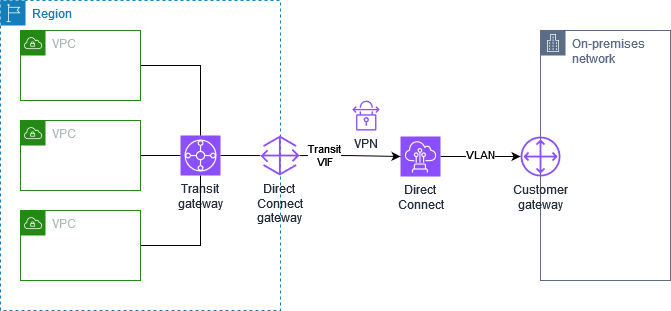 Region
VPC
On-premises
network
VPC
Transit
VIF
VPN
VLAN
Transit
gateway
Direct
Connect
gateway
Direct
Connect
Customer
gateway
VPC